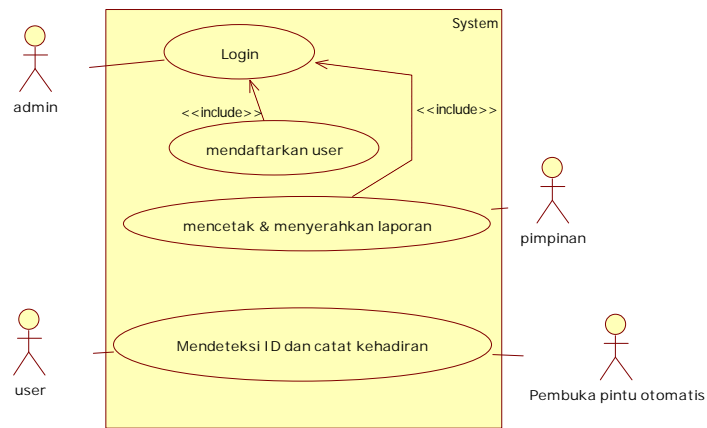 System
Login
admin
<<include>>
<<include>>
mendaftarkan user
mencetak & menyerahkan laporan
pimpinan
Mendeteksi ID dan catat kehadiran
user
Pembuka pintu otomatis